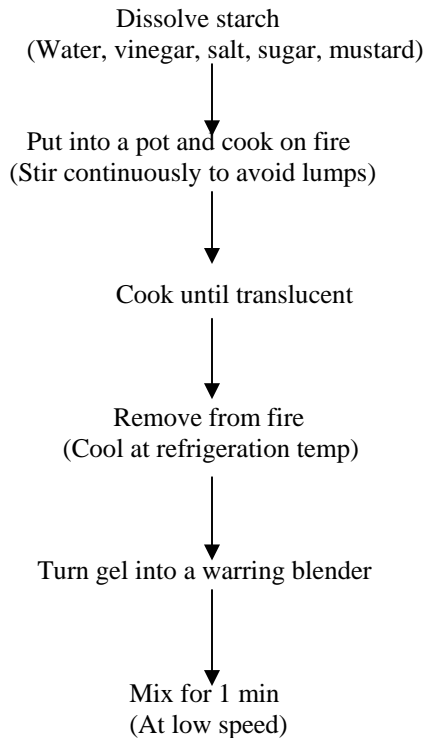 Dissolve starch
(Water, vinegar, salt, sugar, mustard)
Put into a pot and cook on fire
(Stir continuously to avoid lumps)
Cook until translucent
Remove from fire
(Cool at refrigeration temp)
Turn gel into a warring blender
Mix for 1 min
(At low speed)